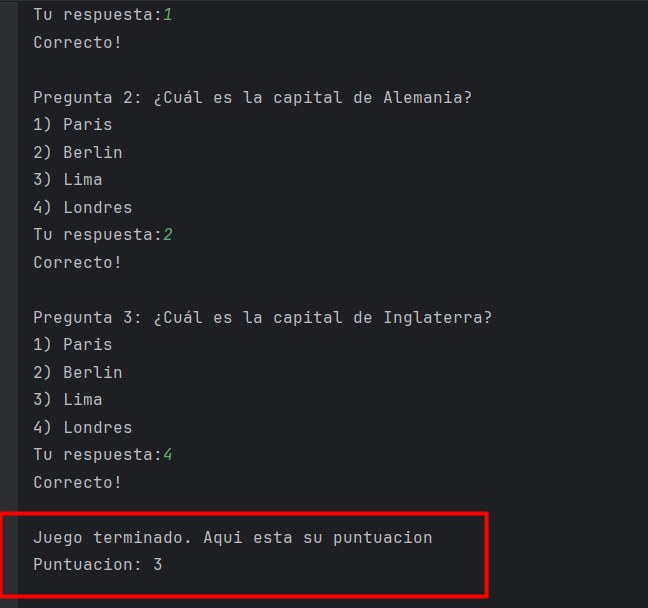 Tu respuesta:1
Correcto!
Pregunta 2: ¿Cuál es la capital de Alemania?
1) Paris
2) Berlin
3) Lima
4) Londres
Tu respuesta:2
Correcto!
Pregunta 3: ¿Cuál es la capital de Inglaterra?
1) Paris
2) Berlin
3) Lima
4) Londres
Tu respuesta:4
Correcto!
Juego terminado. Aqui esta su puntuacion
Puntuacion: 3